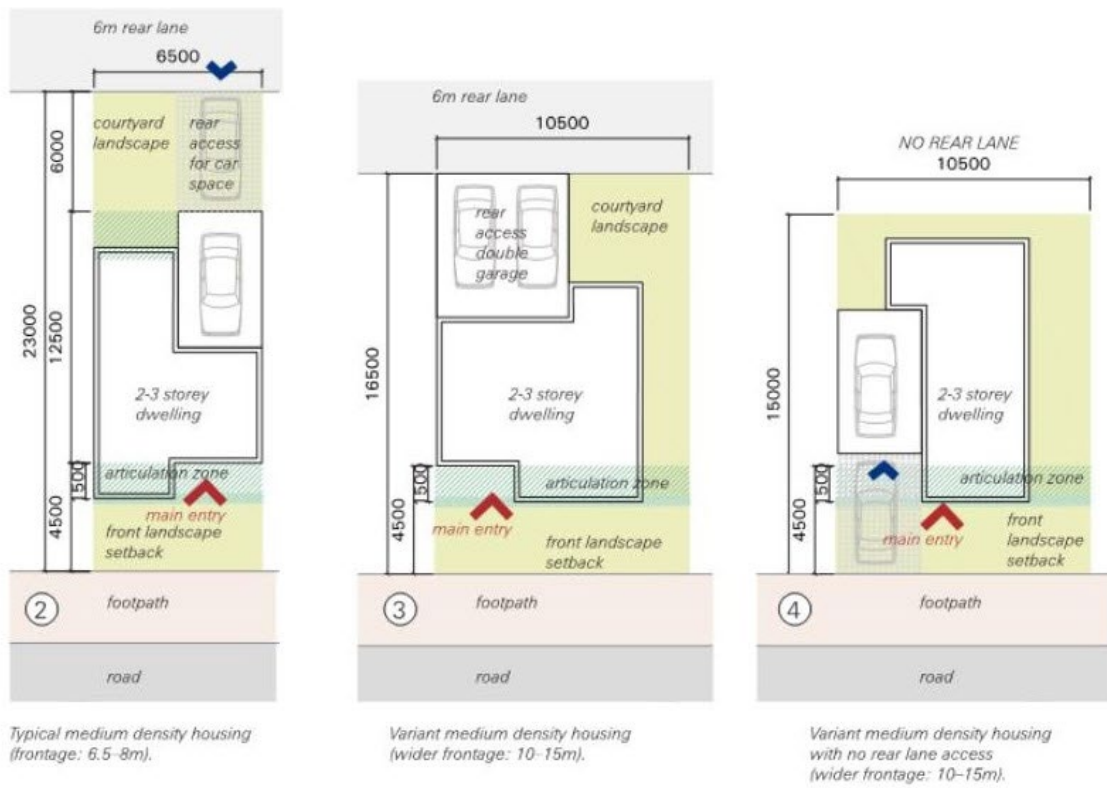 6m rear lane
6500
courtyard
landscape
rear
access
for car
space
6000
23000
12500
2-3 storey
dwelling
articulation zone
1500
4500
main entry
front landscape
setback
2
footpath
road
Typical medium density housing
(frontage: 6.5–8m).
6m rear lane
10500
rear
access
double
garage
courtyard
landscape
16500
2-3 storey
dwelling
1500
articulation zone
4500
main entry
front landscape
setback
3
footpath
road
Variant medium density housing
(wider frontage: 10–15m).
NO REAR LANE
10500
15000
2-3 storey
dwelling
1500
articulation zone
4500
main entry
front
landscape
setback
4
footpath
road
Variant medium density housing
with no rear lane access
(wider frontage: 10–15m).